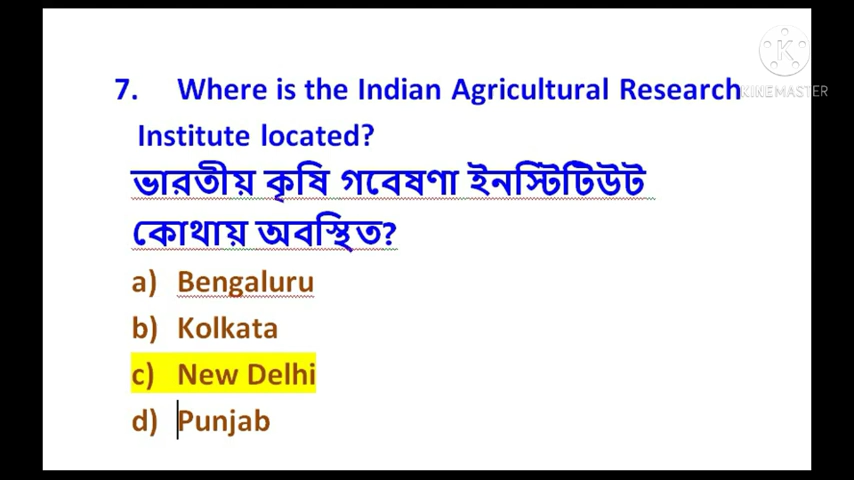 7. Where is the Indian Agricultural Research
Institute located?
ভারতীয় কৃষি গবেষণা ইনস্টিটিউট
কোথায় অবস্থিত?
a) Bengaluru
b) Kolkata
c) New Delhi
d) Punjab
K
KINEMASTER